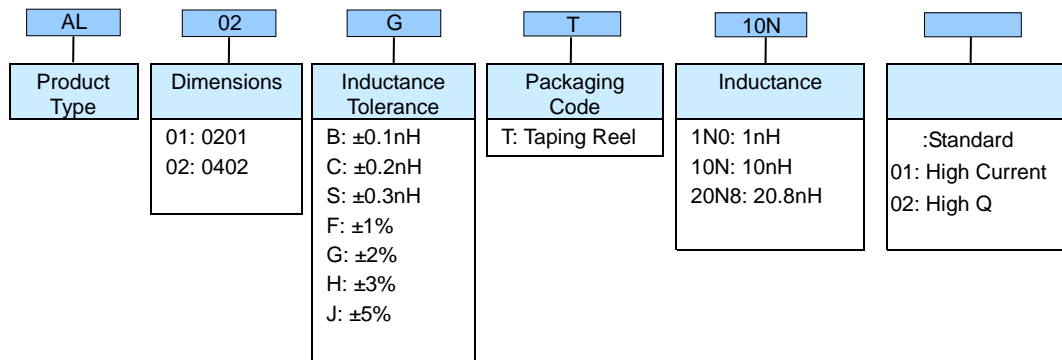 AL
02
G
T
10N
Product
Type
Dimensions
01: 0201
02: 0402
Inductance
Tolerance
B: ±0.1nH
C: ±0.2nH
S: ±0.3nH
F: ±1%
G: ±2%
H: ±3%
J: ±5%
Packaging
Code
T: Taping Reel
Inductance
1N0: 1nH
10N: 10nH
20N8: 20.8nH
:Standard
01: High Current
02: High Q